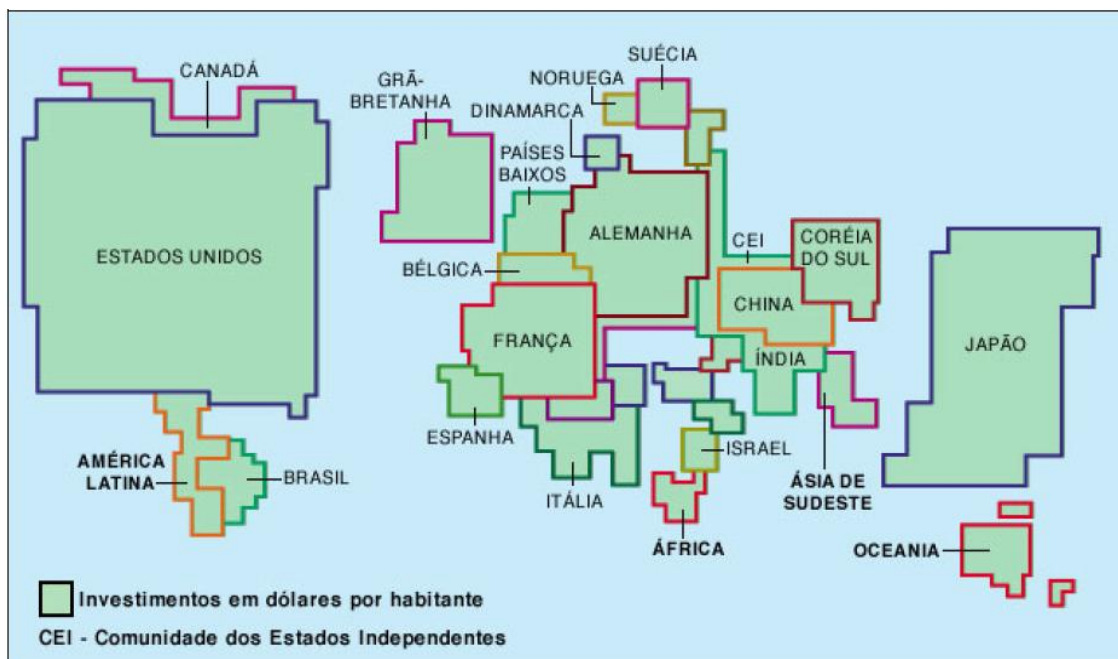 CANADÁ
ESTADOS UNIDOS
AMÉRICA
LATINA
BRASIL
GRÃ-
BRETANHA
SUÉCIA
NORUEGA
DINAMARCA
PAÍSES
BAIXOS
ALEMANHA
BÉLGICA
FRANÇA
ESPANHA
ITÁLIA
CEI
CORÉIA
DO SUL
CHINA
ÍNDIA
ISRAEL
ÁFRICA
ÁSIA DE
SUDESTE
JAPÃO
OCEANIA
Investimentos em dólares por habitante
CEI - Comunidade dos Estados Independentes